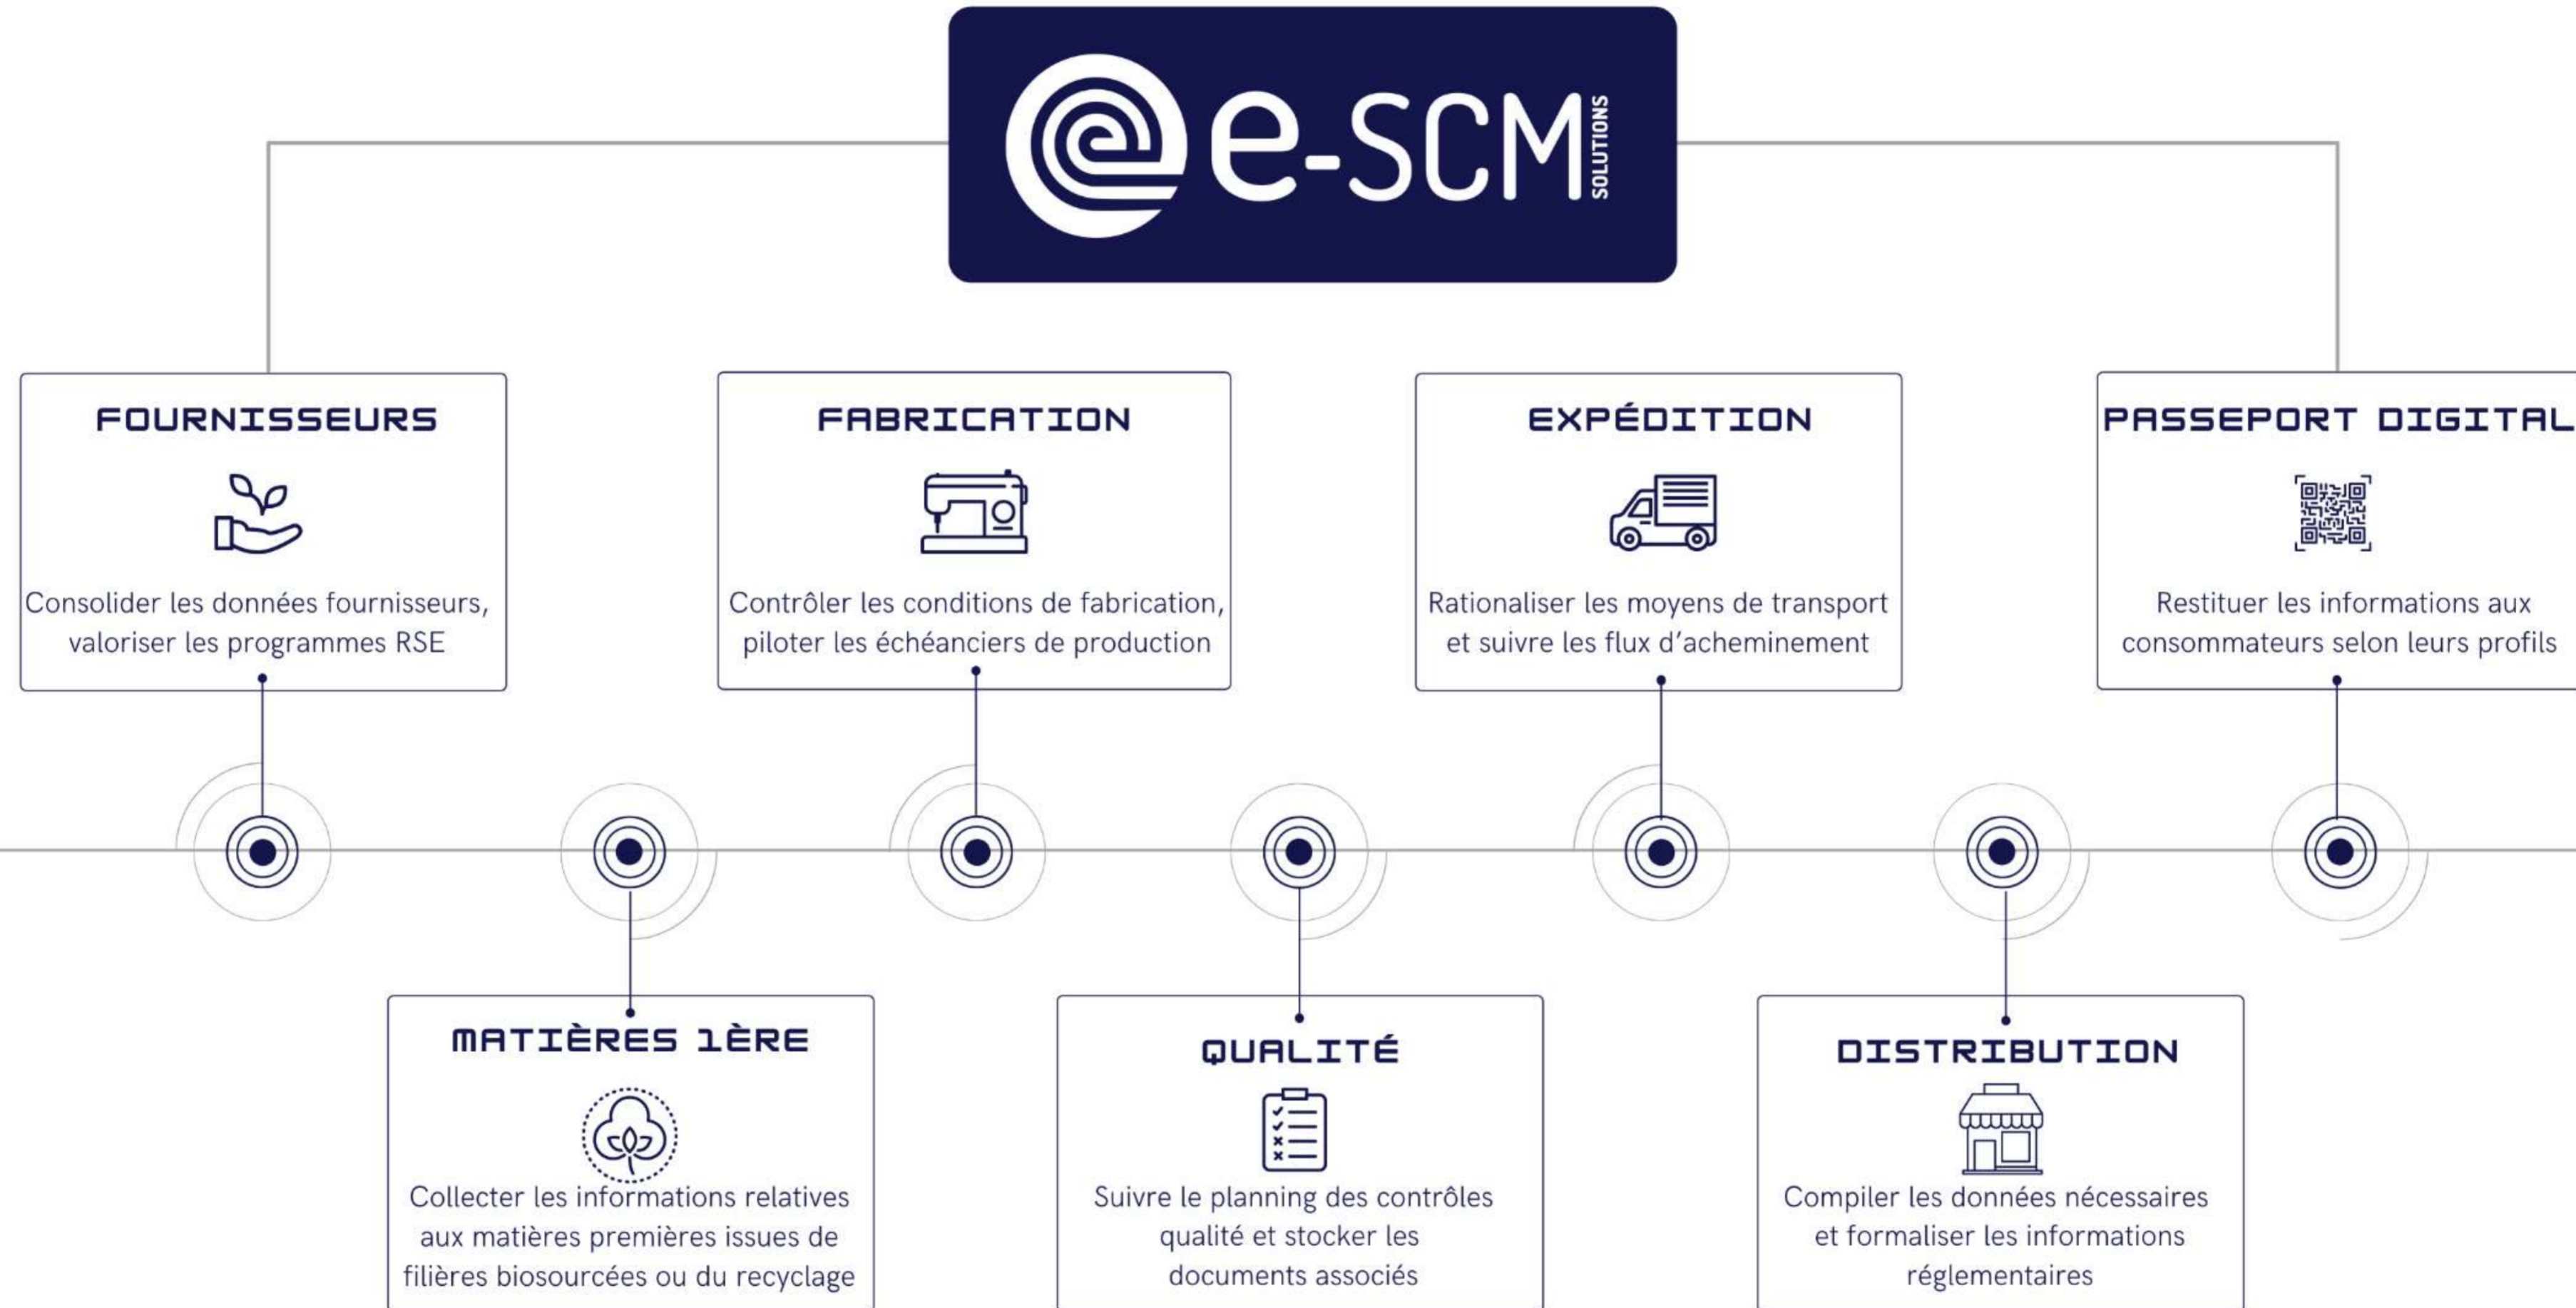 e-SCM SOLUTIONS
FOURNISSEURS
Consolider les données fournisseurs,
valoriser les programmes RSE
FABRICATION
Contrôler les conditions de fabrication,
piloter les échéanciers de production
EXPÉDITION
Rationaliser les moyens de transport
et suivre les flux d'acheminement
PASSEPORT DIGITAL
Restituer les informations aux
consommateurs selon leurs profils
MATIÈRES 1ÈRE
Collecter les informations relatives
aux matières premières issues de
filières biosourcées ou du recyclage
QUALITÉ
Suivre le planning des contrôles
qualité et stocker les
documents associés
DISTRIBUTION
Compiler les données nécessaires
et formaliser les informations
réglementaires